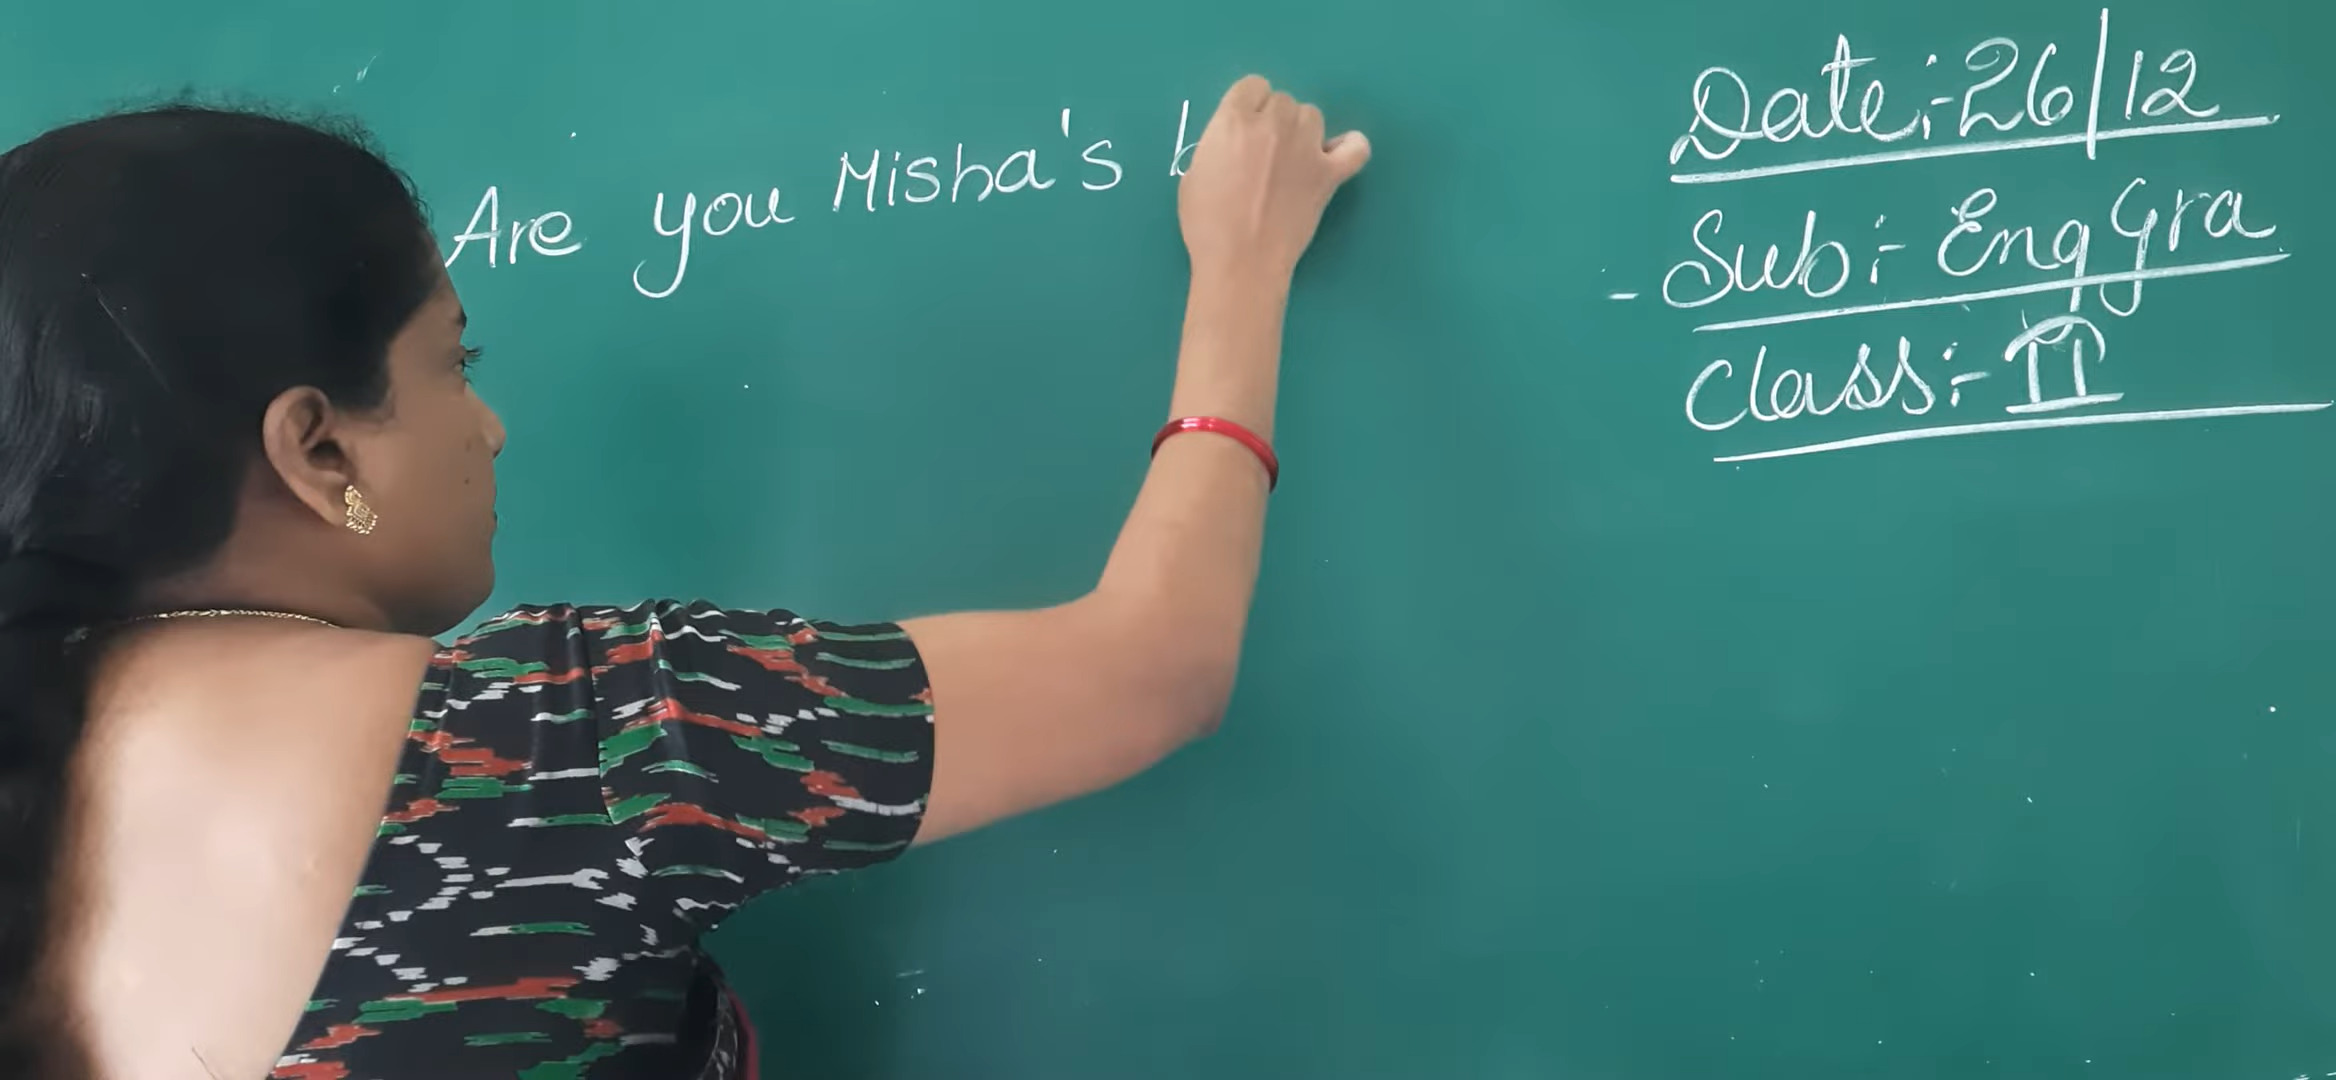 Are you Misha's b
Date:-26/12
Sub:- Eng Gra
Class:- II